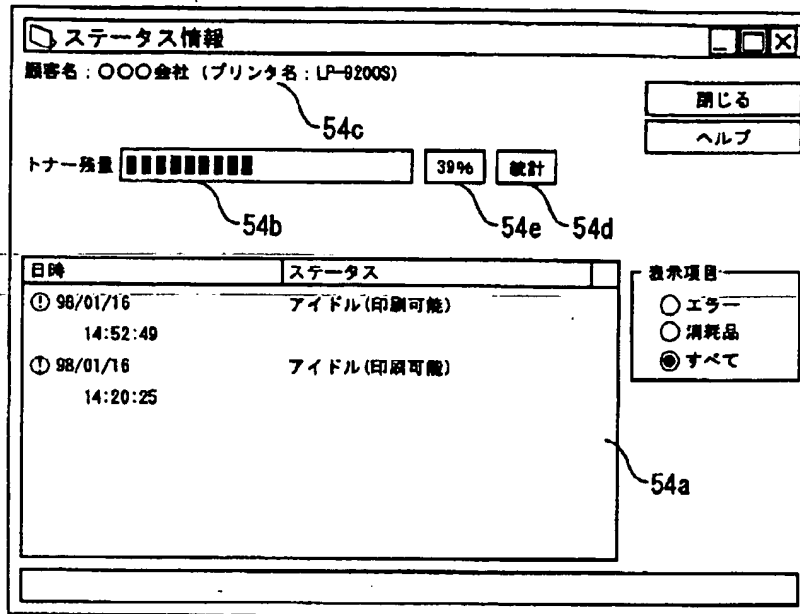 ステータス情報
顧客名：〇〇〇会社 (プリンタ名：LP-9200S)
54c
閉じる
ヘルプ
トナー残量 39% 統計
54b 54e 54d
日時 ステータス
98/01/16 アイドル(印刷可能)
14:52:49
98/01/16 アイドル(印刷可能)
14:20:25
表示項目
エラー
消耗品
すべて
54a